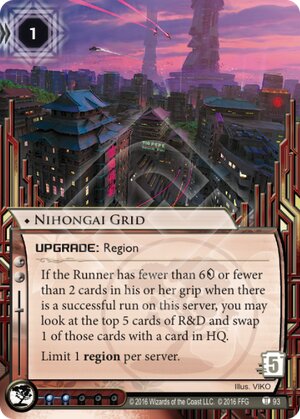 1
♦ Nihongai Grid
UPGRADE: Region
If the Runner has fewer than 6 or fewer
than 2 cards in his or her grip when there
is a successful run on this server, you may
look at the top 5 cards of R&D and swap
1 of those cards with a card in HQ.
Limit 1 region per server.
5
Illus. VIKO
© 2016 Wizards of the Coast LLC. © 2016 FFG
93